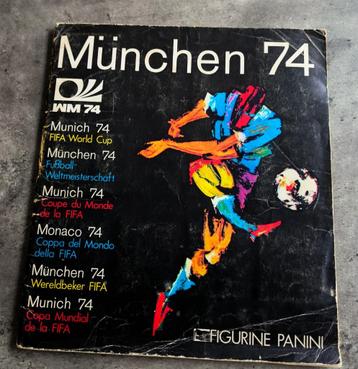 München 74
WM 74
Munich 74
FIFA World Cup
München 74
Fußball-
Weltmeisterschaft
Munich 74
Coupe du Monde
de la FIFA
Monaco 74
Coppa del Mondo
della FIFA
München 74
Wereldbeker FIFA
Munich 74
Copa Mundial
de la FIFA
FIGURINE PANINI